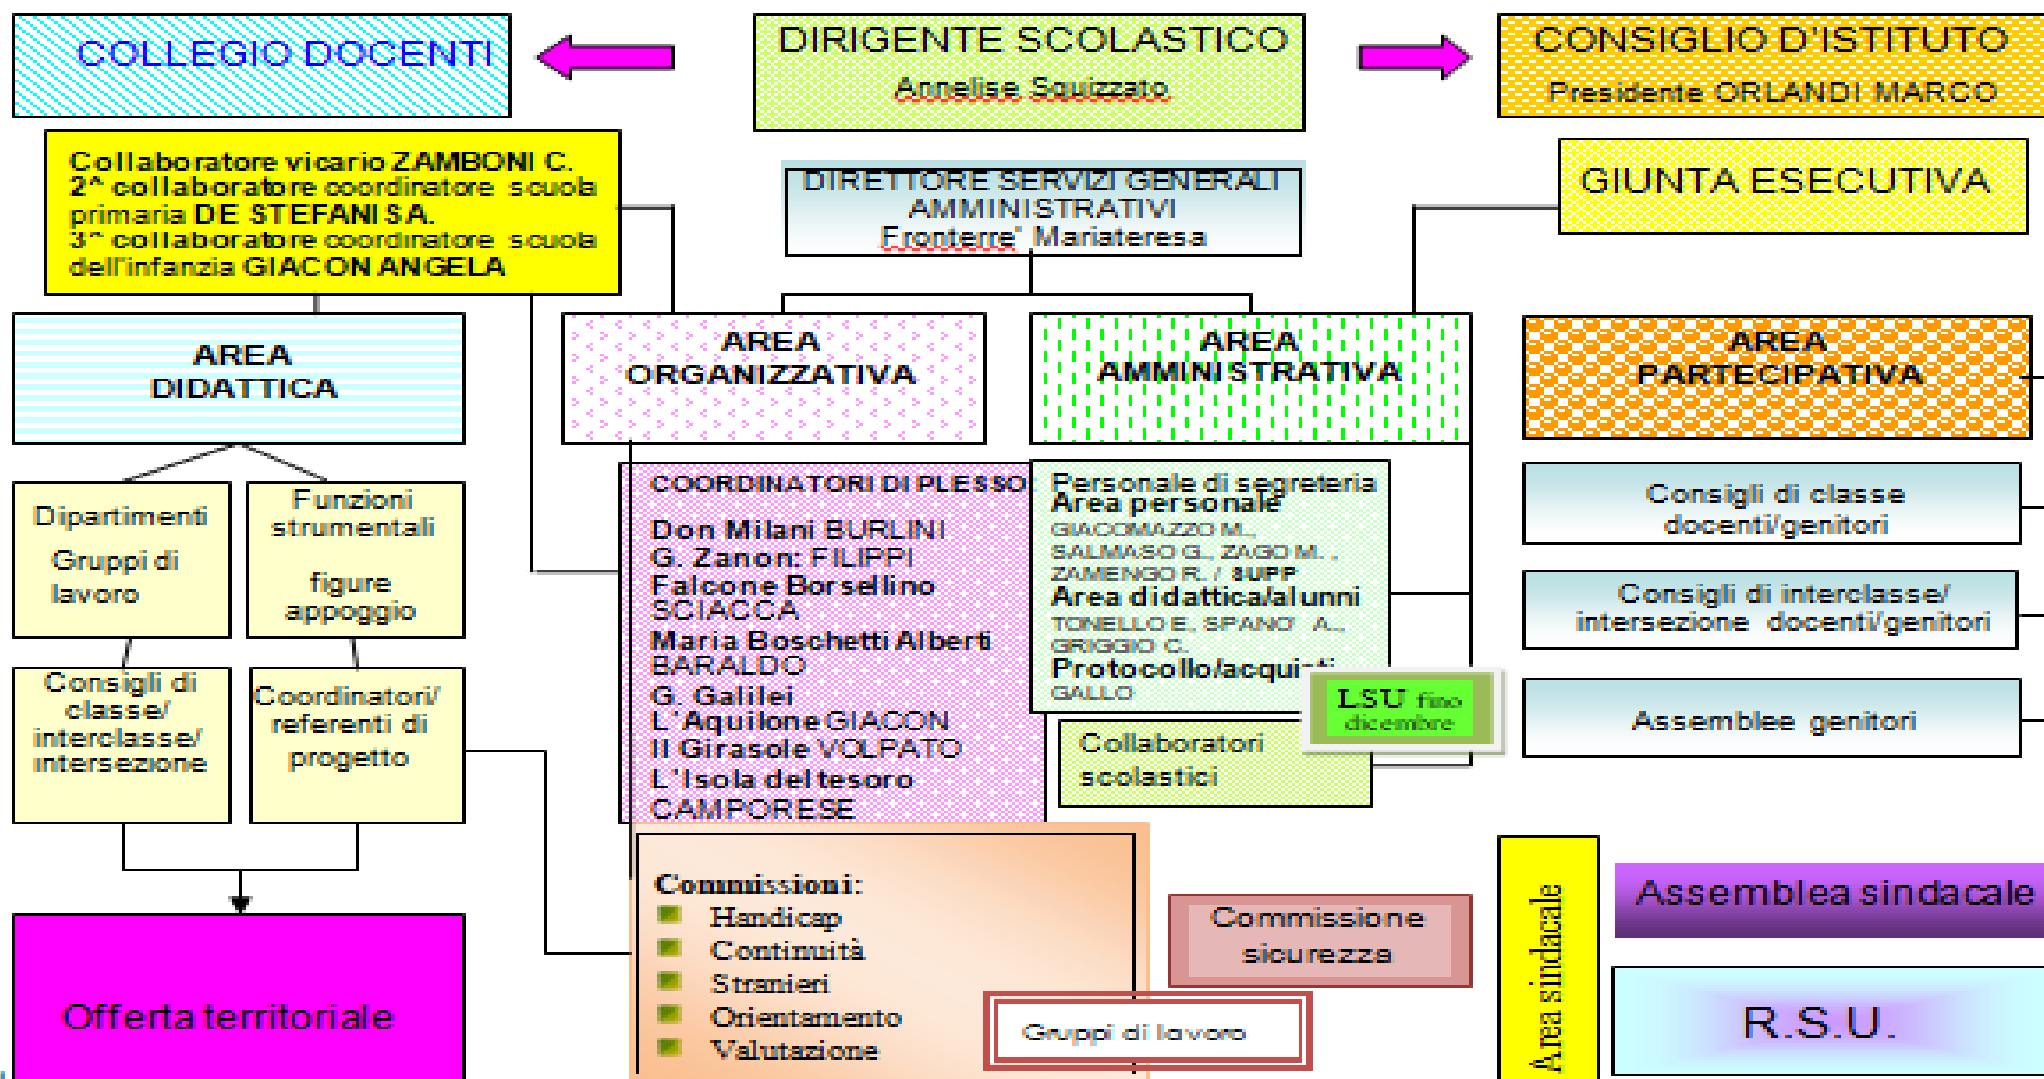 COLLEGIO DOCENTI
DIRIGENTE SCOLASTICO
Annelise Squizzato
CONSIGLIO D'ISTITUTO
Presidente ORLANDI MARCO
Collaboratore vicario ZAMBONI C.
2^ collaboratore coordinatore scuola
primaria DE STEFANI SA.
3^ collaboratore coordinatore scuola
dell'infanzia GIACON ANGELA
DIRETTORE SERVIZI GENERALI
AMMINISTRATIVI
Fronterre' Mariateresa
GIUNTA ESECUTIVA
AREA
DIDATTICA
AREA
ORGANIZZATIVA
AREA
AMMINISTRATIVA
AREA
PARTECIPATIVA
Dipartimenti
Gruppi di
lavoro
Funzioni
strumentali
figure
appoggio
Consigli di
classe/
interclasse/
intersezione
Coordinatori/
referenti di
progetto
Offerta territoriale
COORDINATORI DI PLESSO
Don Milani BURLINI
G. Zanon: FILIPPI
Falcone Borsellino
SCIACCA
Maria Boschetti Alberti
BARALDO
G. Galilei
L'Aquilone GIACON
Il Girasole VOLPATO
L'Isola del tesoro
CAMPORESE
Personale di segreteria
Area personale
GIACOMAZZO M.,
SALMASO G., ZAGO M. ,
ZAMENGO R. / SUPP
Area didattica/alunni
TONELLO E, SPANO' A.,
GRIGGIO C.
Protocollo/acquisti
GALLO
LSU fino
dicembre
Collaboratori
scolastici
Consigli di classe
docenti/genitori
Consigli di interclasse/
intersezione docenti/genitori
Assemblee genitori
Commissioni:
Handicap
Continuità
Stranieri
Orientamento
Valutazione
Commissione
sicurezza
Gruppi di lavoro
Area sindacale
Assemblea sindacale
R.S.U.